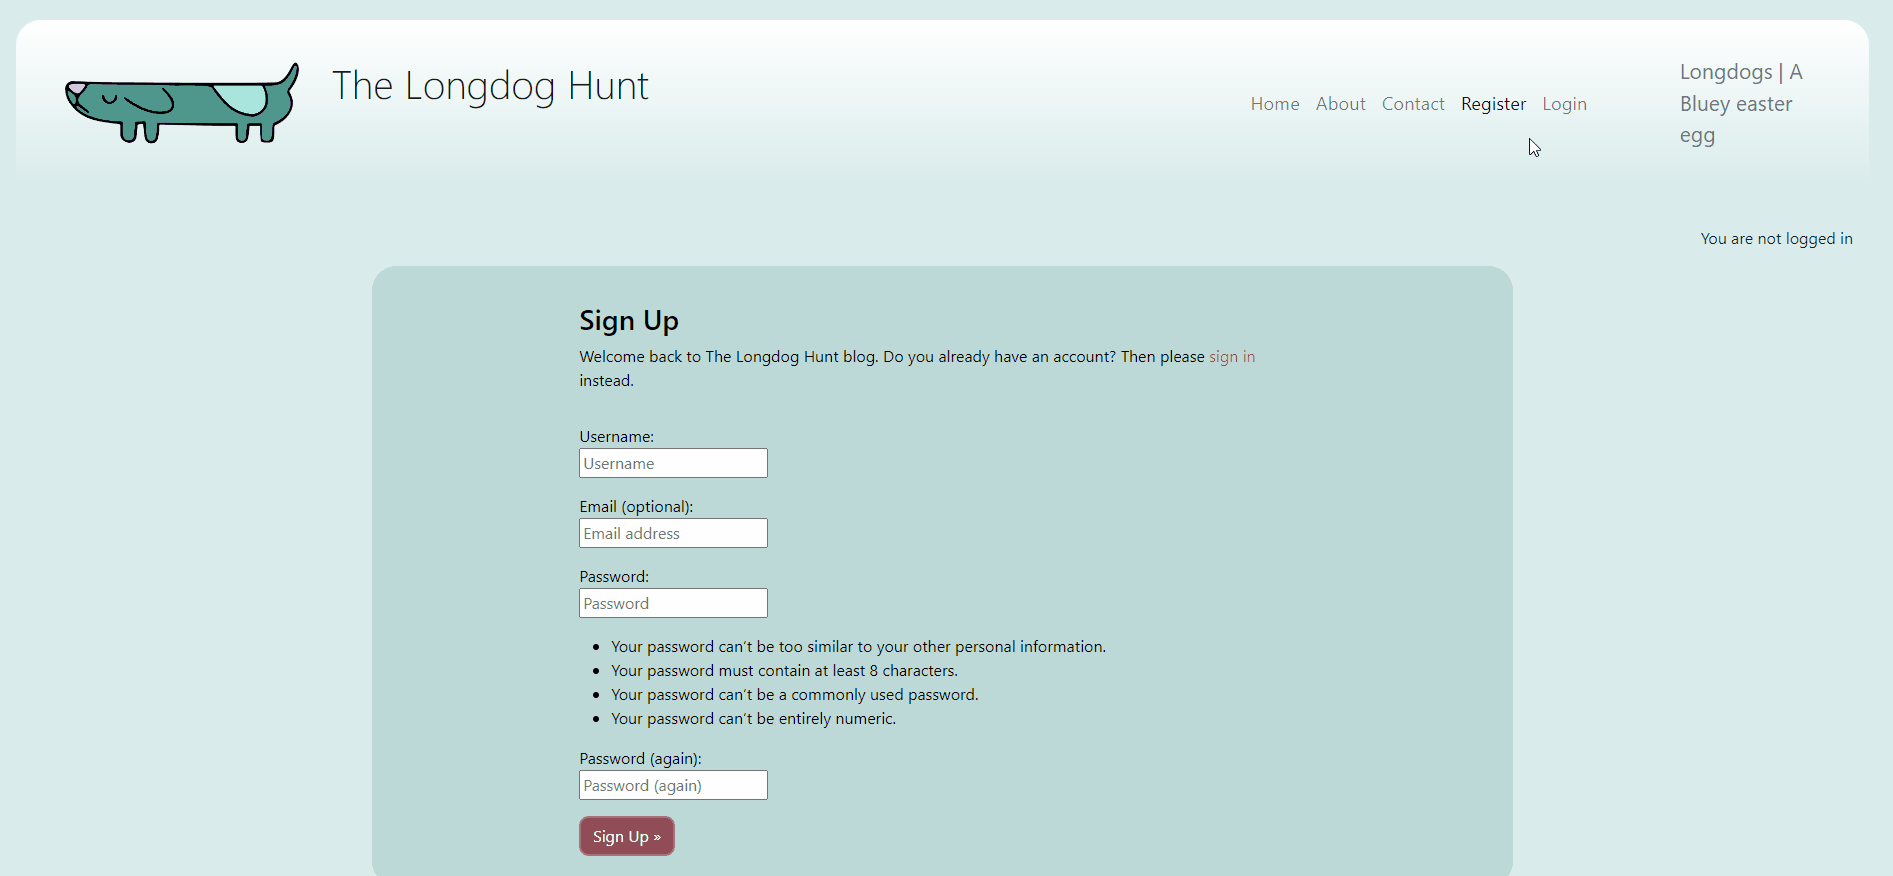 The Longdog Hunt
Home About Contact Register Login
Longdogs | A
Bluey easter
egg
You are not logged in
Sign Up
Welcome back to The Longdog Hunt blog. Do you already have an account? Then please sign in
instead.
Username:
Username
Email (optional):
Email address
Password:
Password
Your password can’t be too similar to your other personal information.
Your password must contain at least 8 characters.
Your password can’t be a commonly used password.
Your password can’t be entirely numeric.
Password (again):
Password (again)
Sign Up »